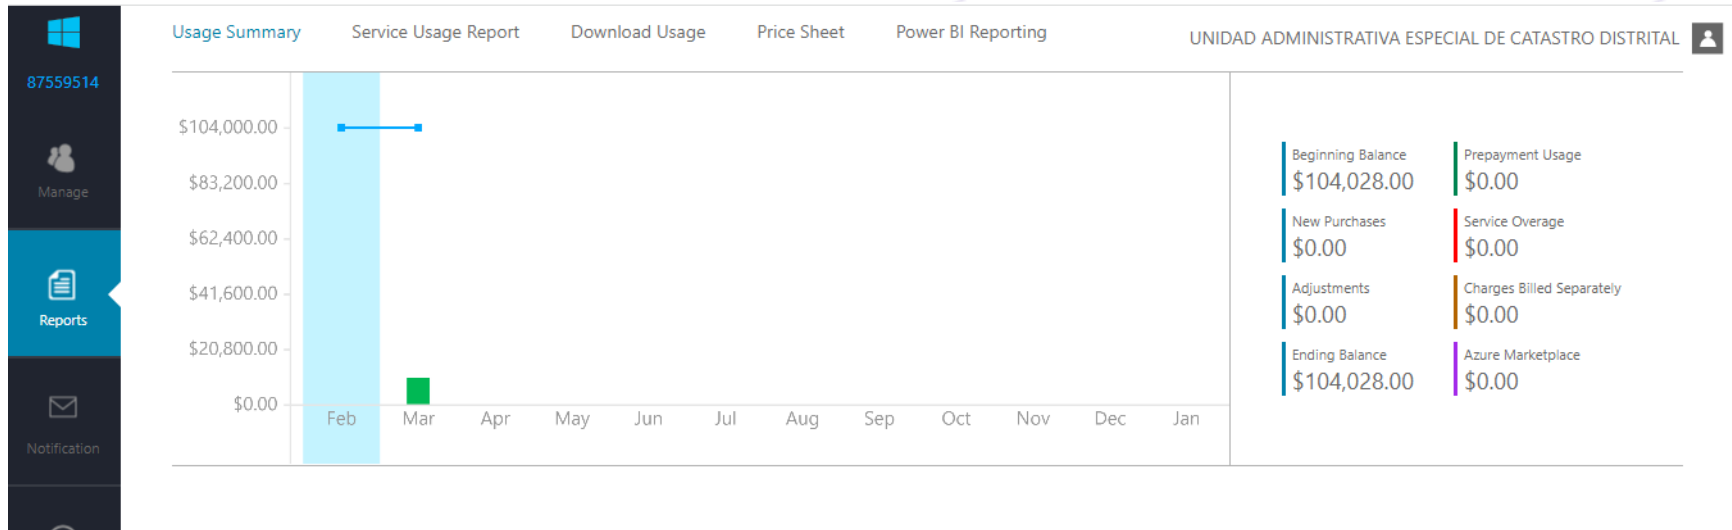 Usage Summary Service Usage Report Download Usage Price Sheet Power BI Reporting
UNIDAD ADMINISTRATIVA ESPECIAL DE CATASTRO DISTRITAL
87559514
Manage
Reports
Notification
$104,000.00
$83,200.00
$62,400.00
$41,600.00
$20,800.00
$0.00
Feb Mar Apr May Jun Jul Aug Sep Oct Nov Dec Jan
Beginning Balance
$104,028.00
Prepayment Usage
$0.00
New Purchases
$0.00
Service Overage
$0.00
Adjustments
$0.00
Charges Billed Separately
$0.00
Ending Balance
$104,028.00
Azure Marketplace
$0.00